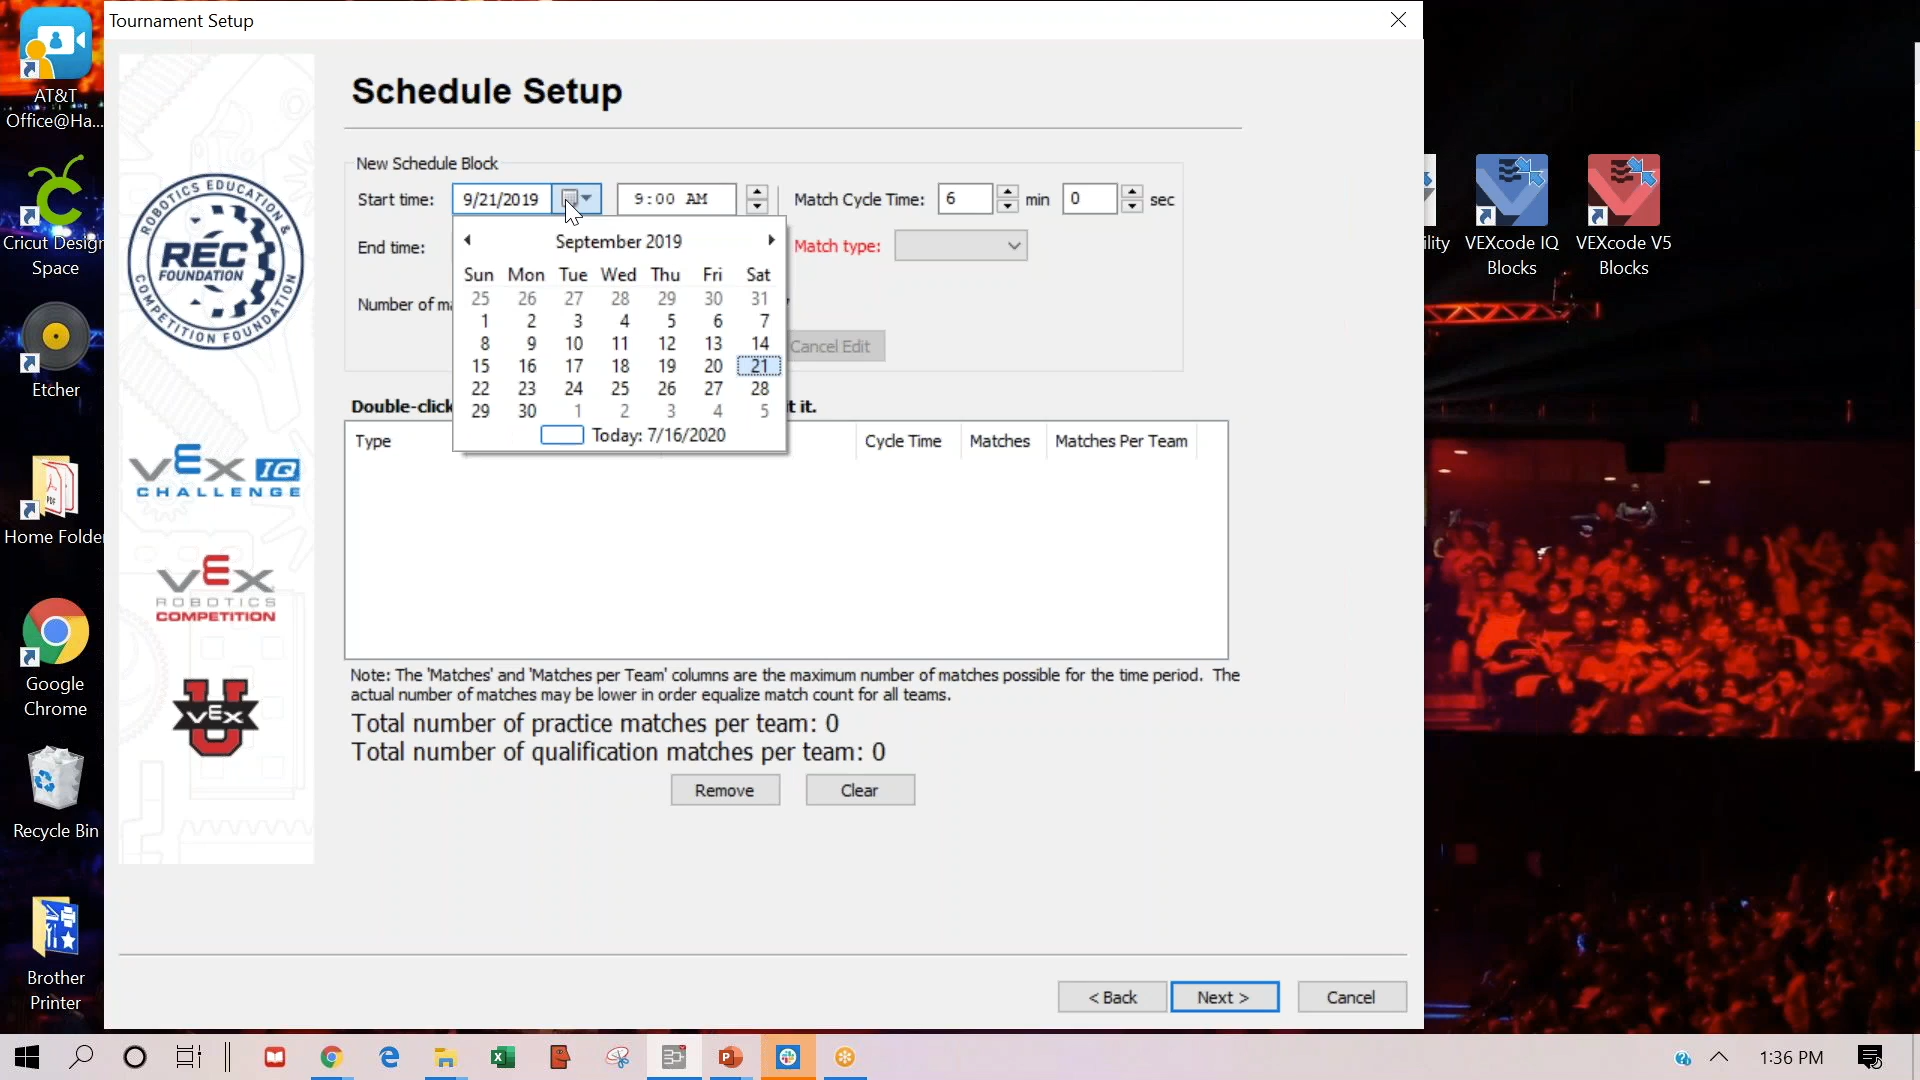 Tournament Setup
AT&T
Office@Ha...
Cricut Design
Space
Etcher
Home Folder
Google
Chrome
Recycle Bin
Brother
Printer
ROBOTICS EDUCATION &
REC
FOUNDATION
COMPETITION FOUNDATION
VEX IQ
CHALLENGE
VEX
ROBOTICS
COMPETITION
VEX
U
Schedule Setup
New Schedule Block
Start time: 9/21/2019 9:00 AM Match Cycle Time: 6 min 0 sec
End time: Match type:
Number of ma
Cancel Edit
September 2019
Sun Mon Tue Wed Thu Fri Sat
25 26 27 28 29 30 31
1 2 3 4 5 6 7
8 9 10 11 12 13 14
15 16 17 18 19 20 21
22 23 24 25 26 27 28
29 30 1 2 3 4 5
Today: 7/16/2020
Double-click t it.
Type Cycle Time Matches Matches Per Team
Note: The 'Matches' and 'Matches per Team' columns are the maximum number of matches possible for the time period. The
actual number of matches may be lower in order equalize match count for all teams.
Total number of practice matches per team: 0
Total number of qualification matches per team: 0
Remove Clear
< Back Next > Cancel
ility
VEXcode IQ
Blocks
VEXcode V5
Blocks
1:36 PM